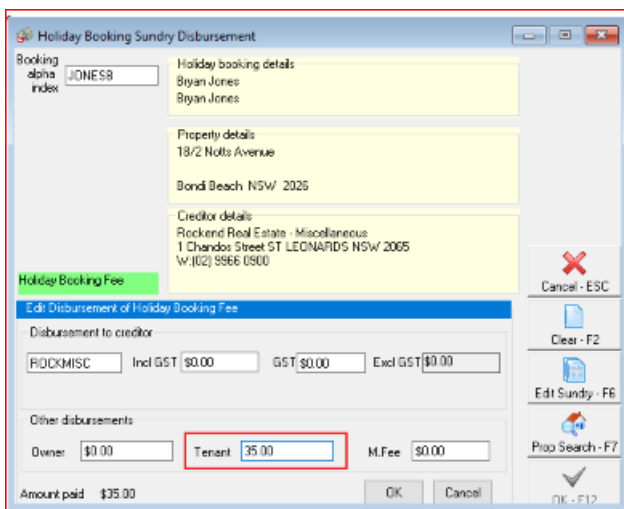 Holiday Booking Sundry Disbursement
Booking
alpha
index
JONESB
Holiday booking details
Bryan Jones
Bryan Jones
Property details
18/2 Notts Avenue
Bondi Beach NSW 2026
Creditor details
Rockend Real Estate - Miscellaneous
1 Chandos Street ST LEONARDS NSW 2065
W:(02) 9966 0900
Holiday Booking Fee
Cancel - ESC
Edit Disbursement of Holiday Booking Fee
Clear - F2
Disbursement to creditor
ROCKMISC Incl GST $0.00 GST $0.00 Excl GST $0.00
Edit Sundry - F6
Other disbursements
Owner $0.00 Tenant 35.00 M.Fee $0.00
Prop Search - F7
Amount paid $35.00 OK Cancel
OK - F12